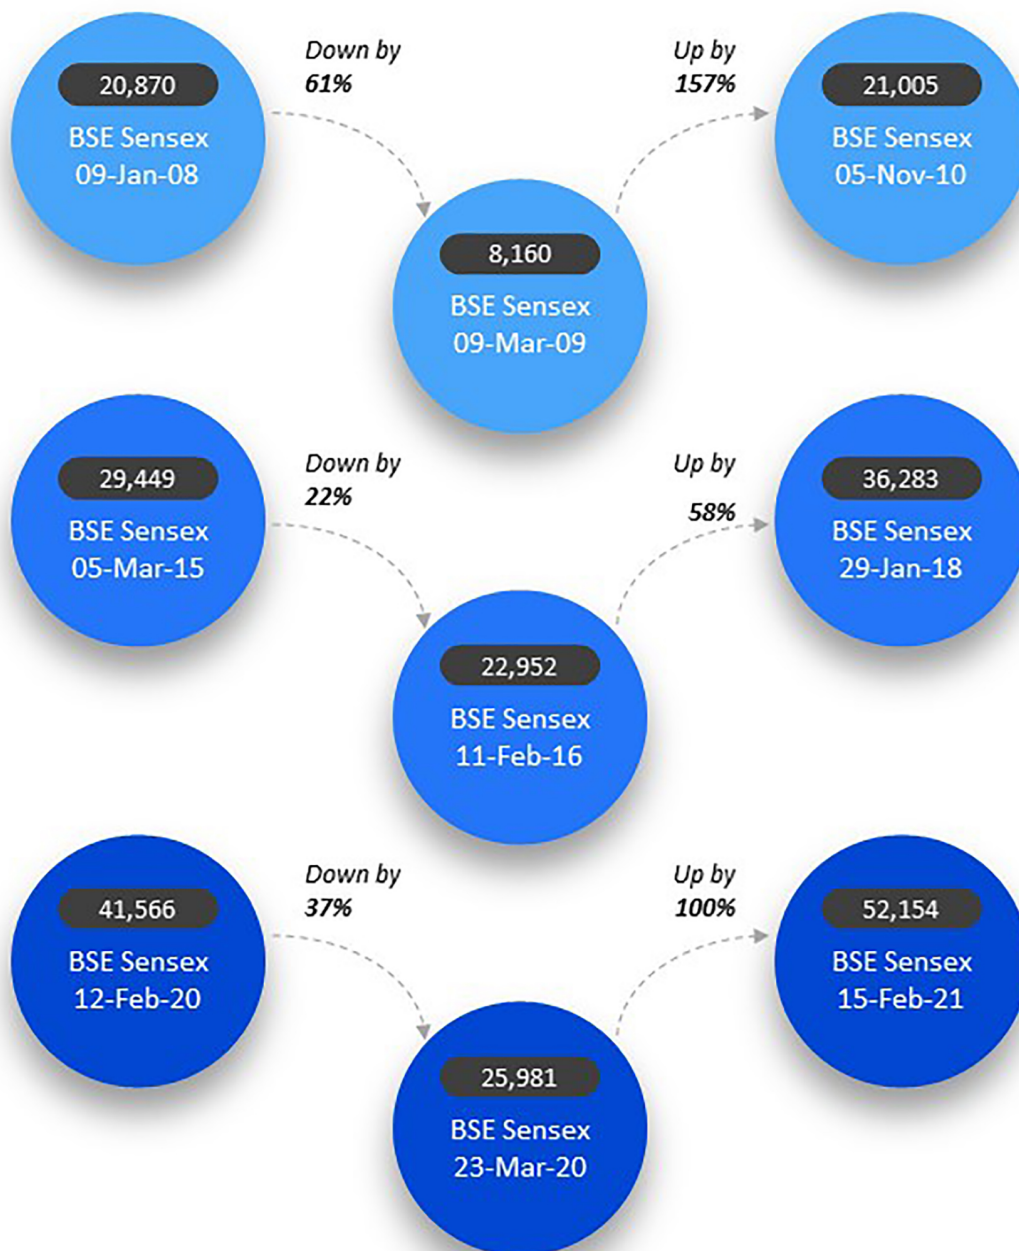 20,870
BSE Sensex
09-Jan-08
Down by
61%
8,160
BSE Sensex
09-Mar-09
Up by
157%
21,005
BSE Sensex
05-Nov-10
29,449
BSE Sensex
05-Mar-15
Down by
22%
22,952
BSE Sensex
11-Feb-16
Up by
58%
36,283
BSE Sensex
29-Jan-18
41,566
BSE Sensex
12-Feb-20
Down by
37%
25,981
BSE Sensex
23-Mar-20
Up by
100%
52,154
BSE Sensex
15-Feb-21